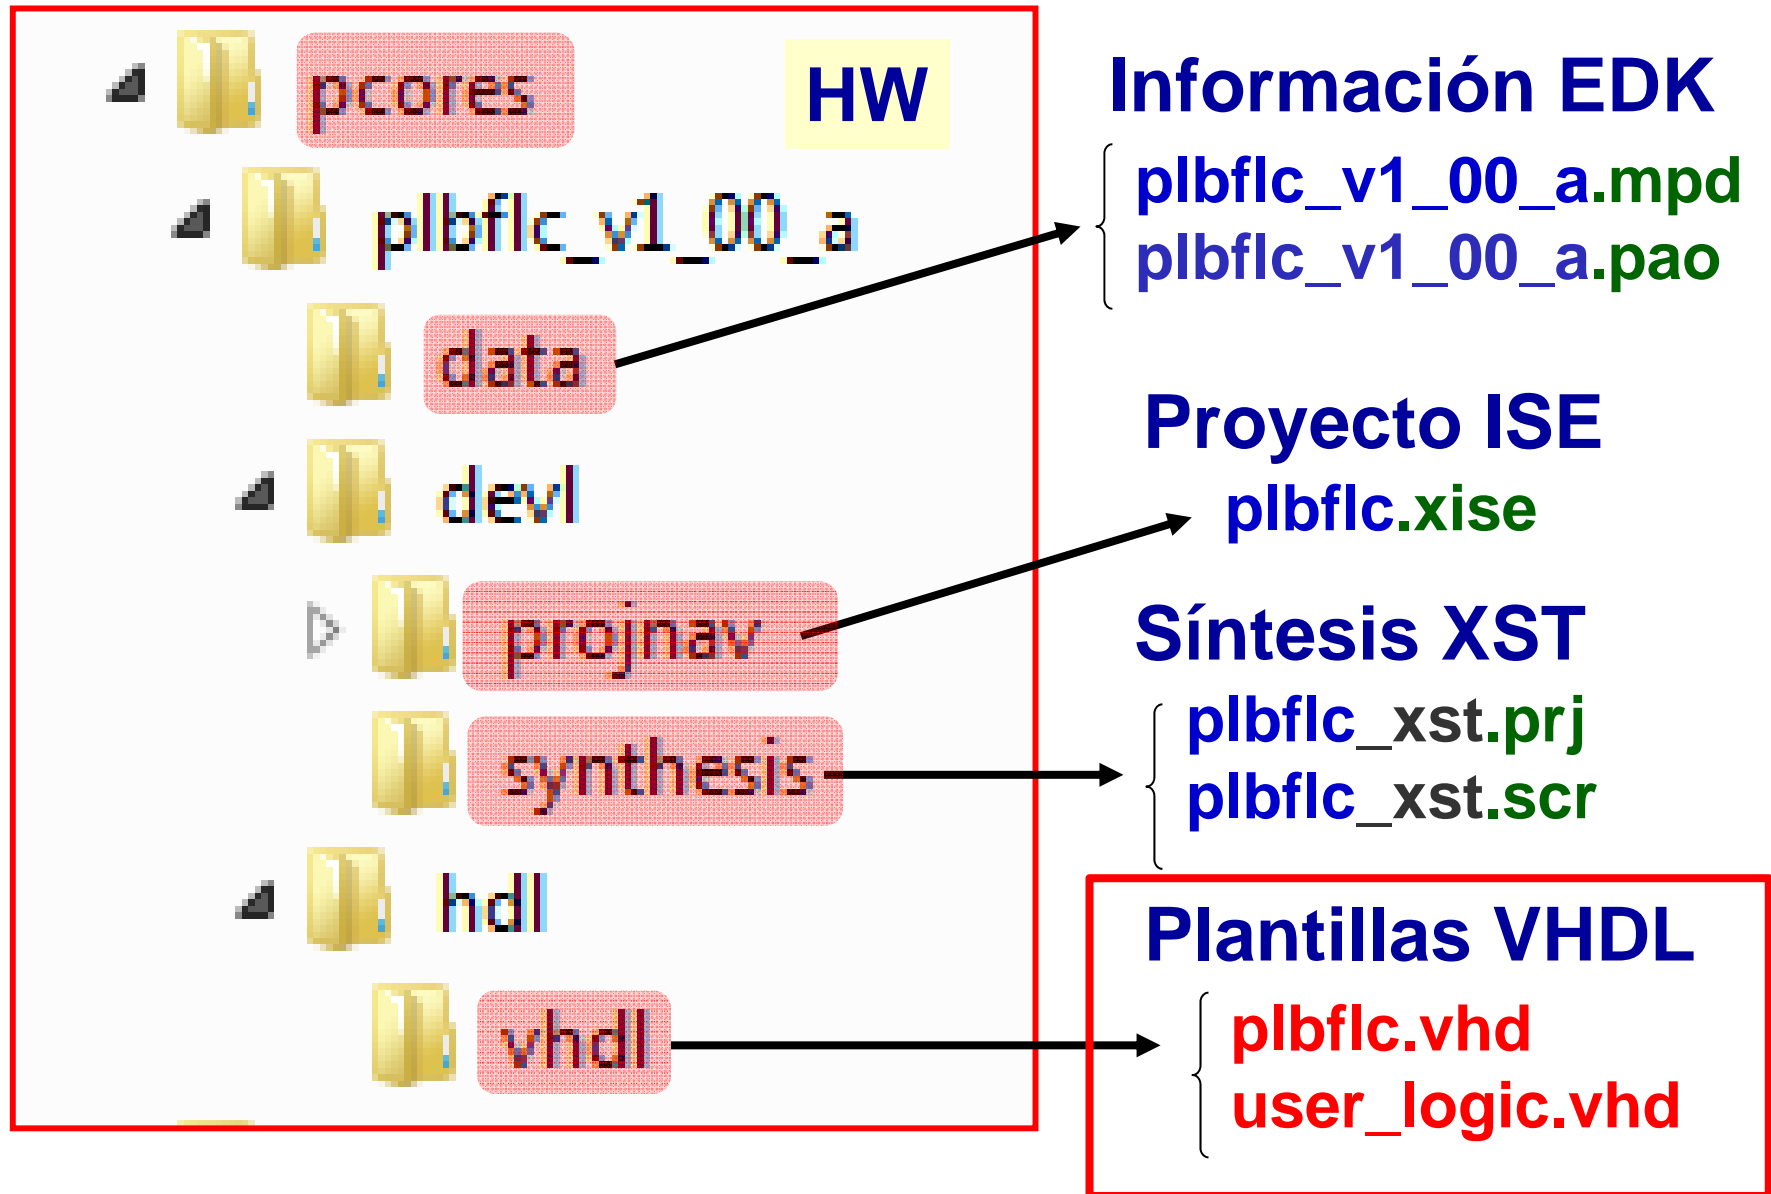 pcores
HW
plbflc_v1_00_a
data
devl
projnav
synthesis
hdl
vhdl
Información EDK
plbflc_v1_00_a.mpd
plbflc_v1_00_a.pao
Proyecto ISE
plbflc.xise
Síntesis XST
plbflc_xst.prj
plbflc_xst.scr
Plantillas VHDL
plbflc.vhd
user_logic.vhd